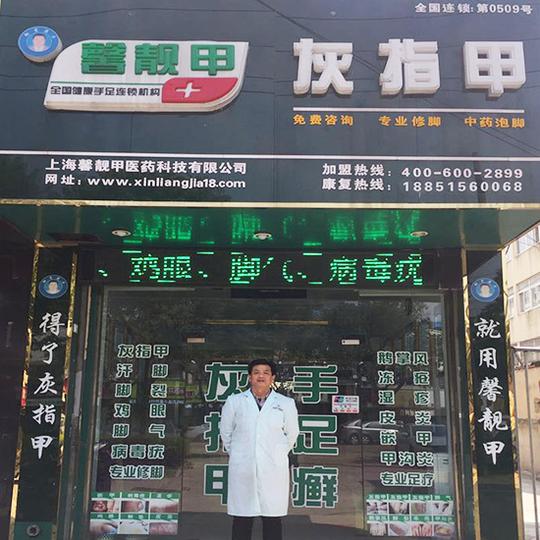 全国连锁:第0509号
馨靓甲
全国健康手足连锁机构
灰指甲
免费咨询 专业修脚 中药泡脚
上海馨靓甲医药科技有限公司
网址:www.xinliangjia18.com
加盟热线:400-600-2899
康复热线:18851560068
鸡眼、脚气、病毒疣
得了灰指甲
就用馨靓甲
灰指甲
汗脚
脚裂
鸡眼
脚气
病毒疣
专业修脚
灰指甲
手足癣
鹅掌风
冻疮
湿疹
皮炎
嵌甲
甲沟炎
专业足疗